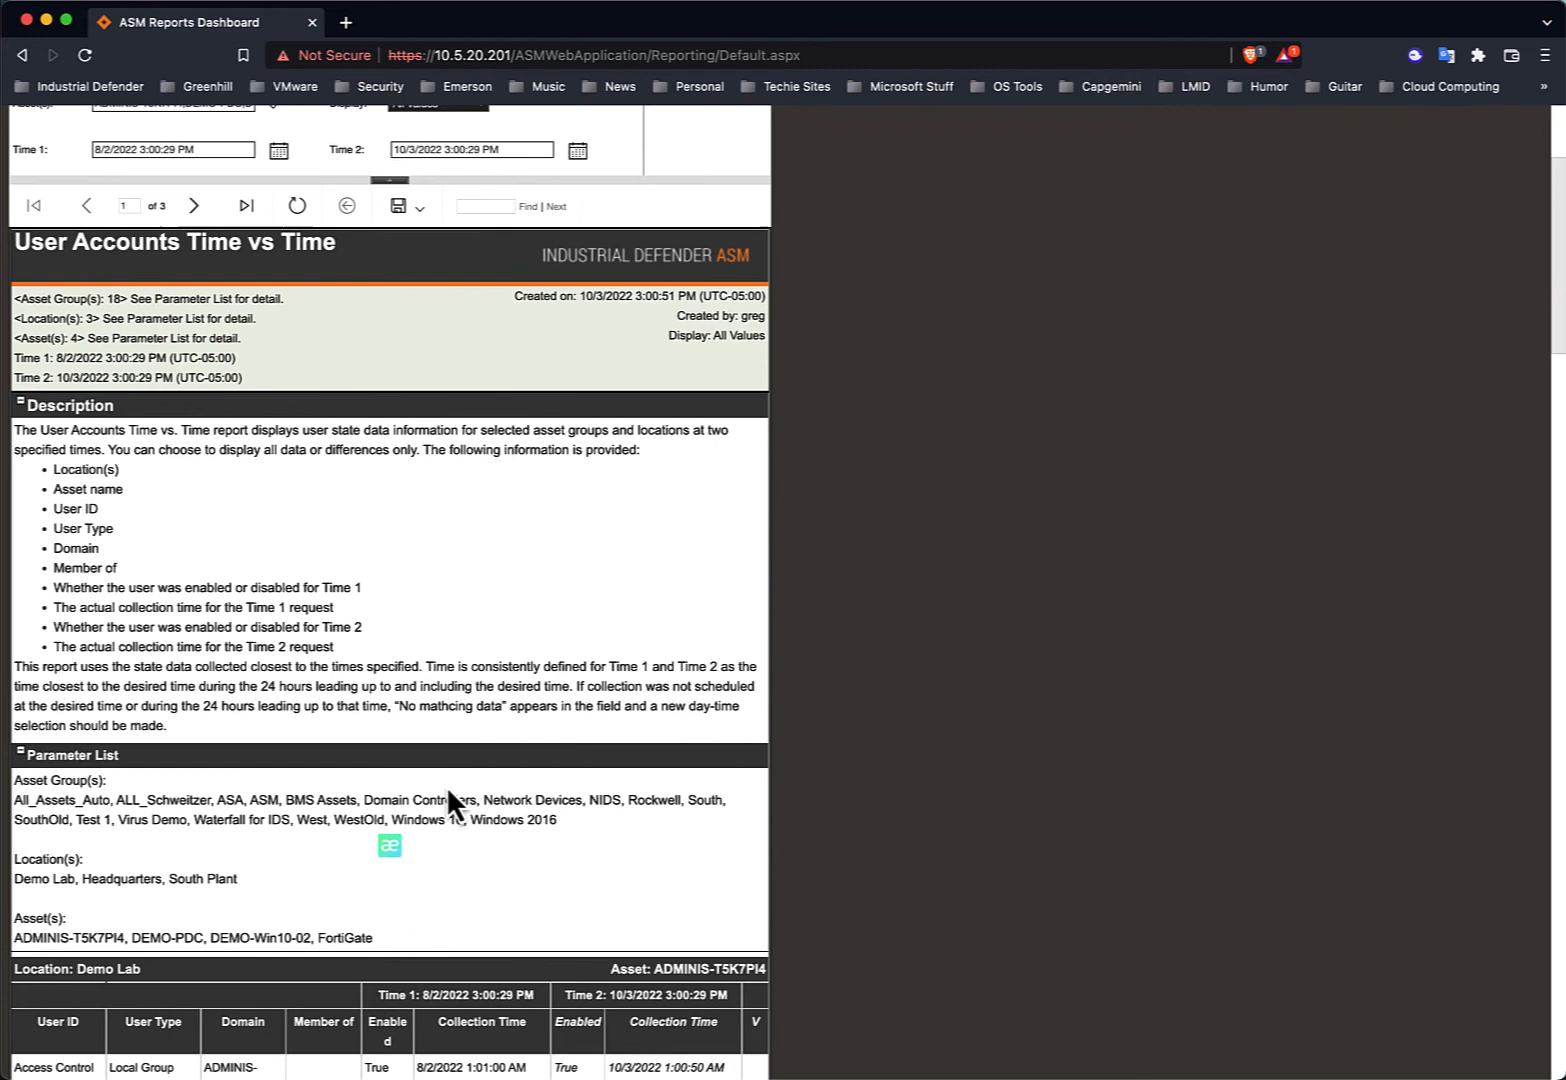 ASM Reports Dashboard
Not Secure https://10.5.20.201/ASMWebApplication/Reporting/Default.aspx
Industrial Defender Greenhill VMware Security Emerson Music News Personal Techie Sites Microsoft Stuff OS Tools Capgemini LMID Humor Guitar Cloud Computing »
Time 1: 8/2/2022 3:00:29 PM Time 2: 10/3/2022 3:00:29 PM
1 of 3 Find | Next
User Accounts Time vs Time
INDUSTRIAL DEFENDER ASM
<Asset Group(s): 18> See Parameter List for detail.
Created on: 10/3/2022 3:00:51 PM (UTC-05:00)
<Location(s): 3> See Parameter List for detail.
Created by: greg
<Asset(s): 4> See Parameter List for detail.
Display: All Values
Time 1: 8/2/2022 3:00:29 PM (UTC-05:00)
Time 2: 10/3/2022 3:00:29 PM (UTC-05:00)
Description
The User Accounts Time vs. Time report displays user state data information for selected asset groups and locations at two
specified times. You can choose to display all data or differences only. The following information is provided:
• Location(s)
• Asset name
• User ID
• User Type
• Domain
• Member of
• Whether the user was enabled or disabled for Time 1
• The actual collection time for the Time 1 request
• Whether the user was enabled or disabled for Time 2
• The actual collection time for the Time 2 request
This report uses the state data collected closest to the times specified. Time is consistently defined for Time 1 and Time 2 as the
time closest to the desired time during the 24 hours leading up to and including the desired time. If collection was not scheduled
at the desired time or during the 24 hours leading up to that time, “No mathcing data” appears in the field and a new day-time
selection should be made.
Parameter List
Asset Group(s):
All_Assets_Auto, ALL_Schweitzer, ASA, ASM, BMS Assets, Domain Controllers, Network Devices, NIDS, Rockwell, South,
SouthOld, Test 1, Virus Demo, Waterfall for IDS, West, WestOld, Windows Windows 2016
æ
Location(s):
Demo Lab, Headquarters, South Plant
Asset(s):
ADMINIS-T5K7PI4, DEMO-PDC, DEMO-Win10-02, FortiGate
Location: Demo Lab Asset: ADMINIS-T5K7PI4
Time 1: 8/2/2022 3:00:29 PM Time 2: 10/3/2022 3:00:29 PM
User ID User Type Domain Member of Enable Collection Time Enabled Collection Time V
d
Access Control Local Group ADMINIS- True 8/2/2022 1:01:00 AM True 10/3/2022 1:00:50 AM